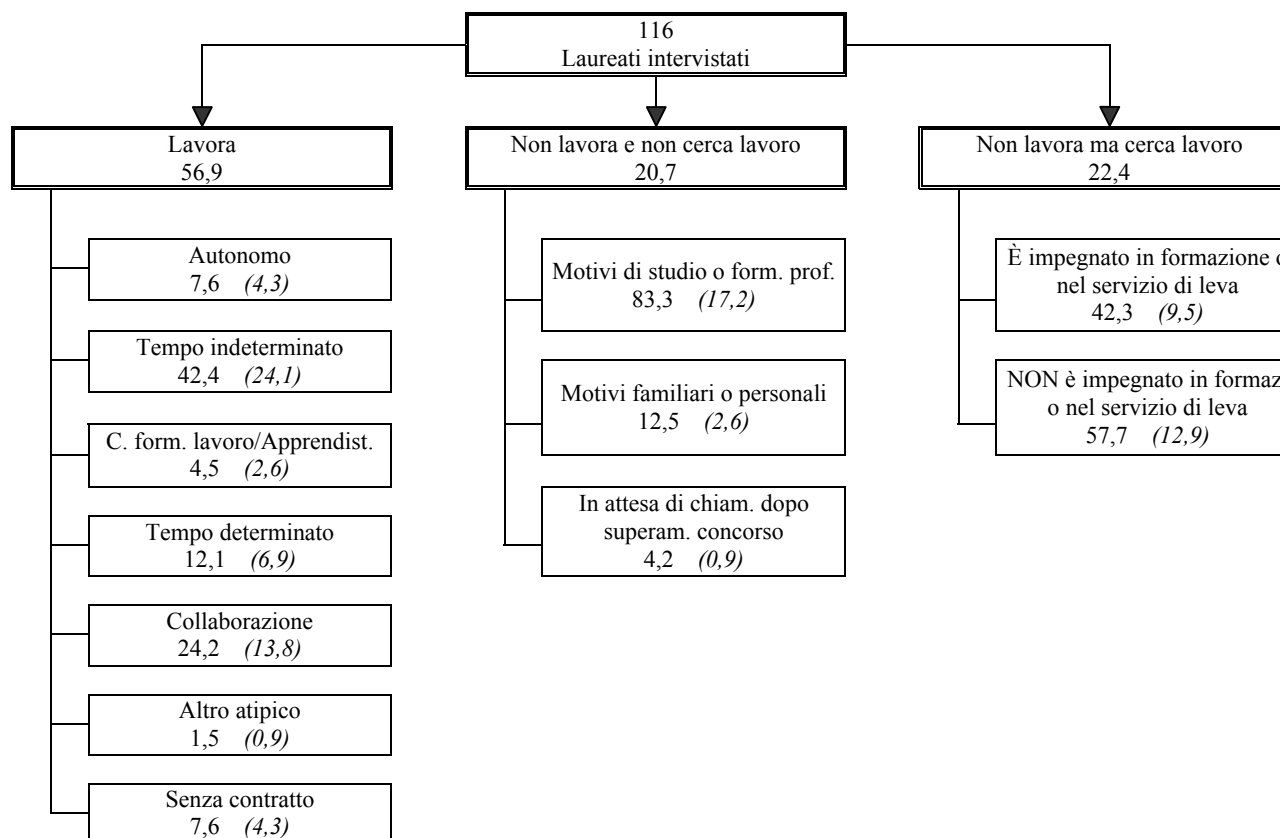 116
Laureati intervistati
Lavora
56,9
Autonomo
7,6 (4,3)
Tempo indeterminato
42,4 (24,1)
C. form. lavoro/Apprendist.
4,5 (2,6)
Tempo determinato
12,1 (6,9)
Collaborazione
24,2 (13,8)
Altro atipico
1,5 (0,9)
Senza contratto
7,6 (4,3)
Non lavora e non cerca lavoro
20,7
Motivi di studio o form. prof.
83,3 (17,2)
Motivi familiari o personali
12,5 (2,6)
In attesa di chiam. dopo
superam. concorso
4,2 (0,9)
Non lavora ma cerca lavoro
22,4
È impegnato in formazione
nel servizio di leva
42,3 (9,5)
NON è impegnato in
o nel servizio di leva
57,7 (12,9)